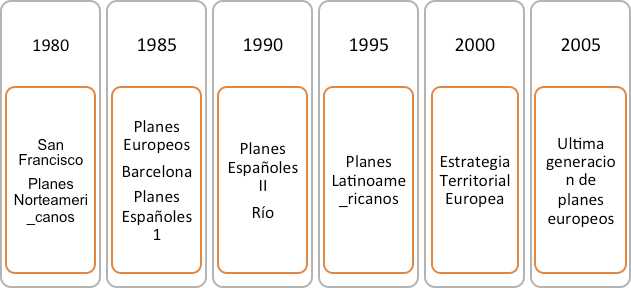 1980
San
Francisco
Planes
Norteameri
_canos
1985
Planes
Europeos
Barcelona
Planes
Españoles
1
1990
Planes
Españoles
II
Río
1995
Planes
Latinoame
_ricanos
2000
Estrategia
Territorial
Europea
2005
Ultima
generacio
n de
planes
europeos